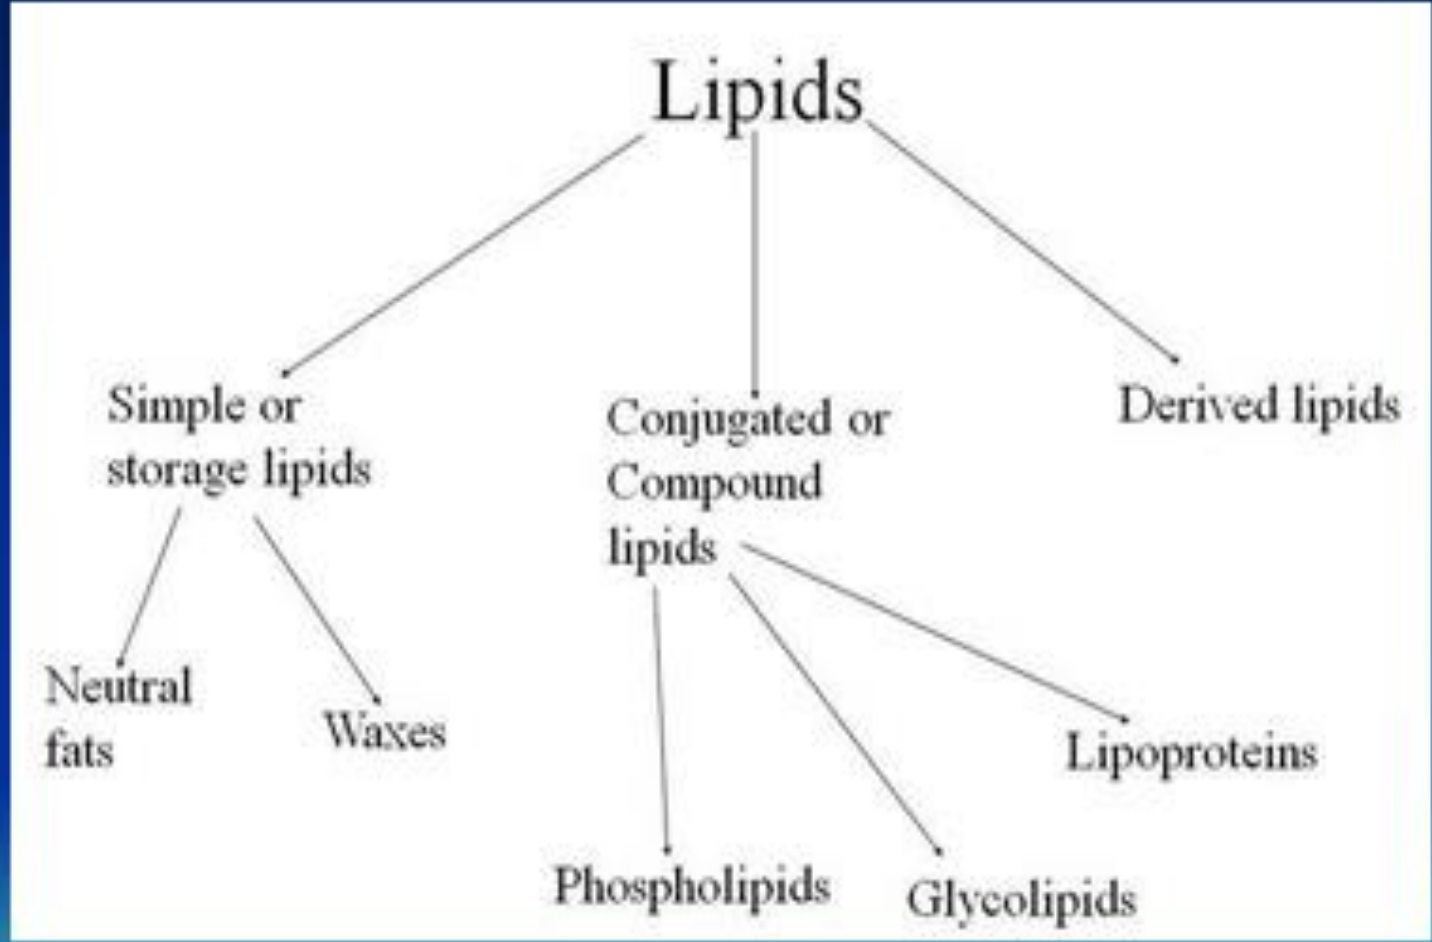 Lipids
Simple or
storage lipids
Conjugated or
Compound
lipids
Derived lipids
Neutral
fats
Waxes
Lipoproteins
Phospholipids
Glycolipids